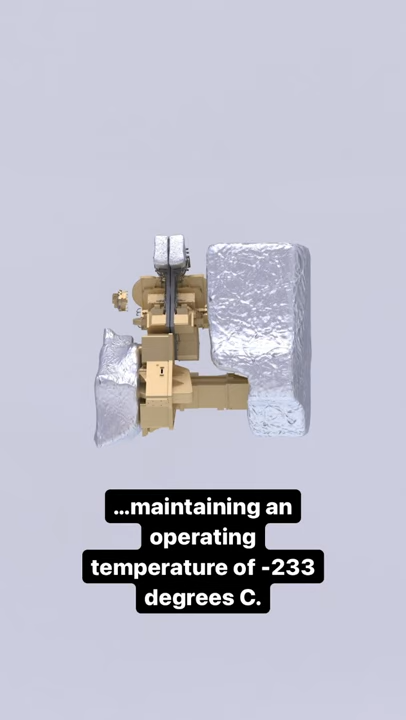 ...maintaining an
operating
temperature of -233
degrees C.